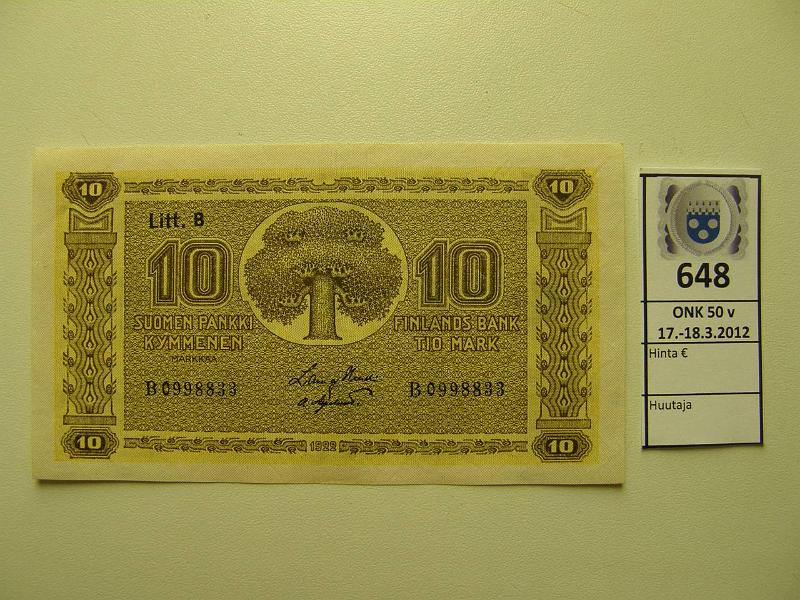 10 10
Litt. B
10 10
SUOMEN PANKKI FINLANDS BANK
KYMMENEN TIO MARK
MARKKAA
B0998833 B0998833
10 1922 10
648
ONK 50 v
17.-18.3.2012
Hinta €
Huutaja